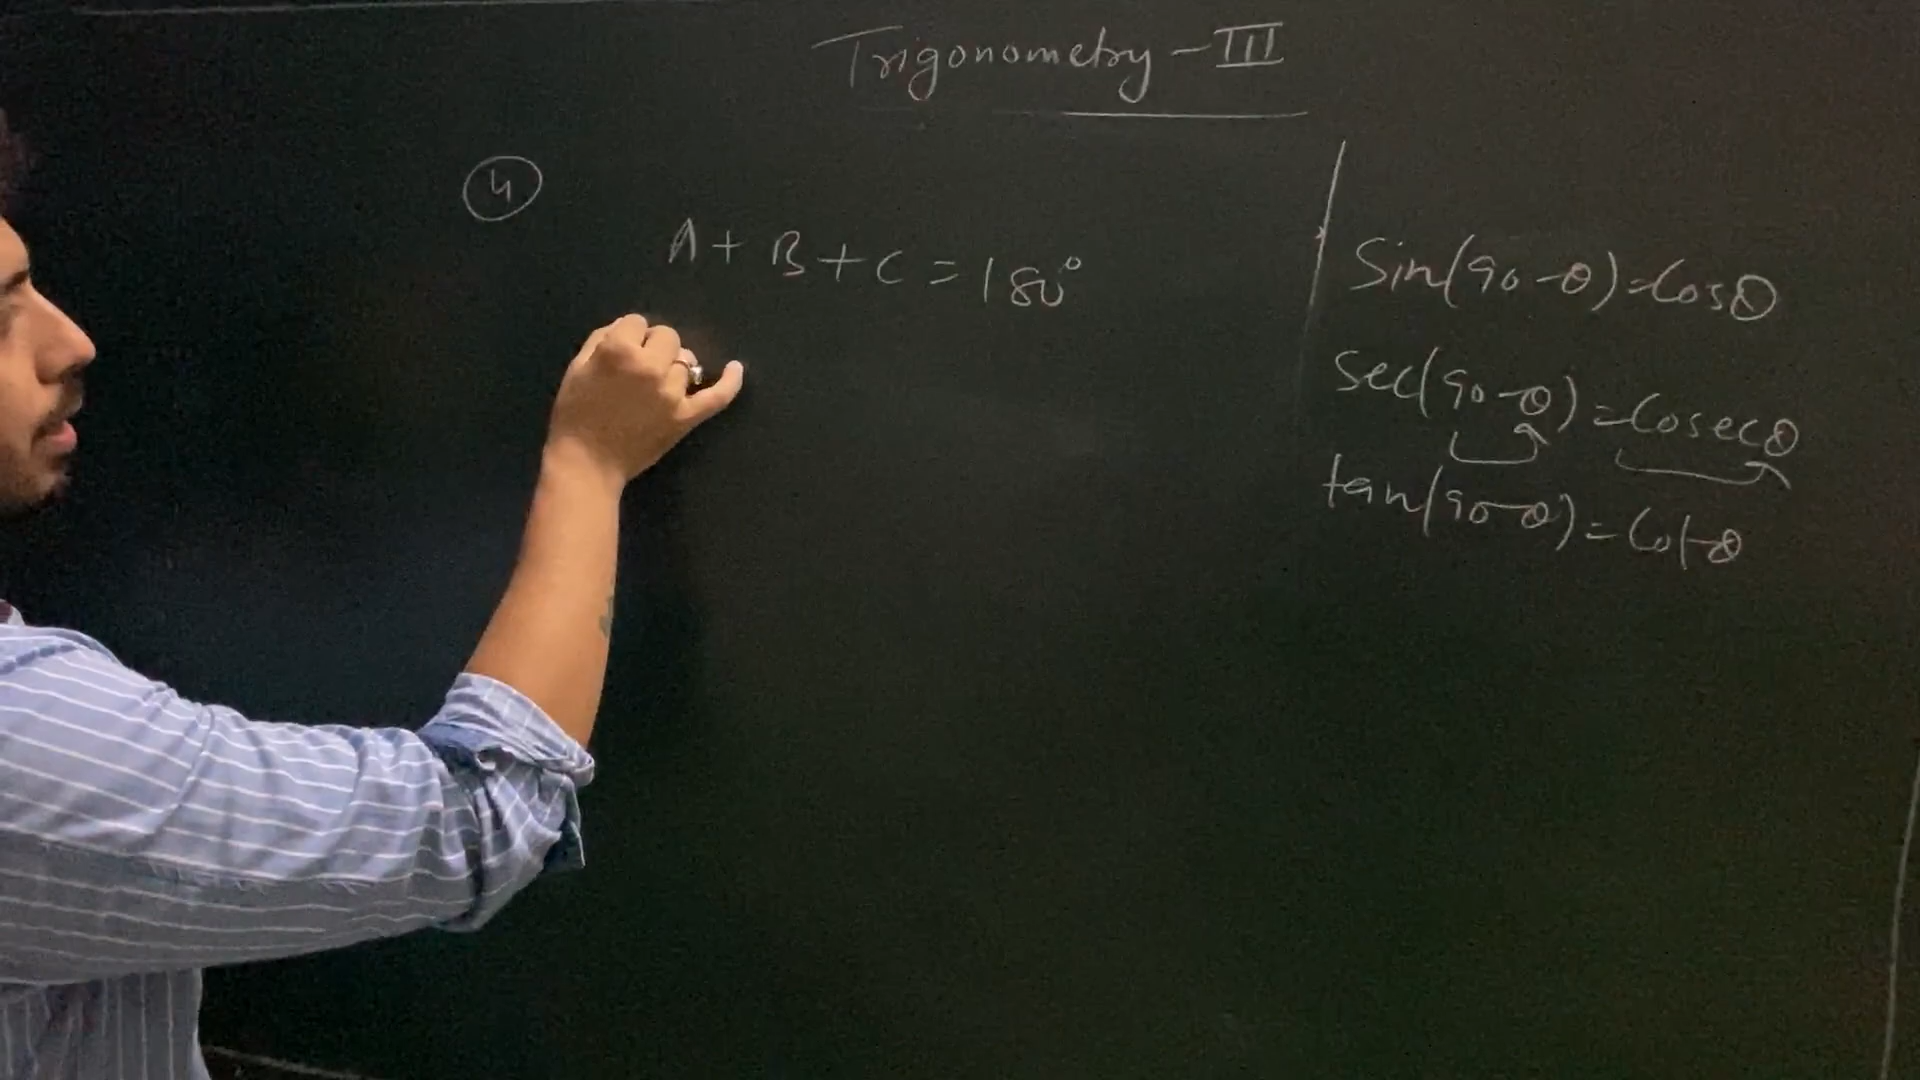 Trigonometry - III
4
A + B + C = 180°
Sin(90-θ)=Cosθ
Sec(90-θ)=Cosecθ
tan(90-θ)=Cotθ